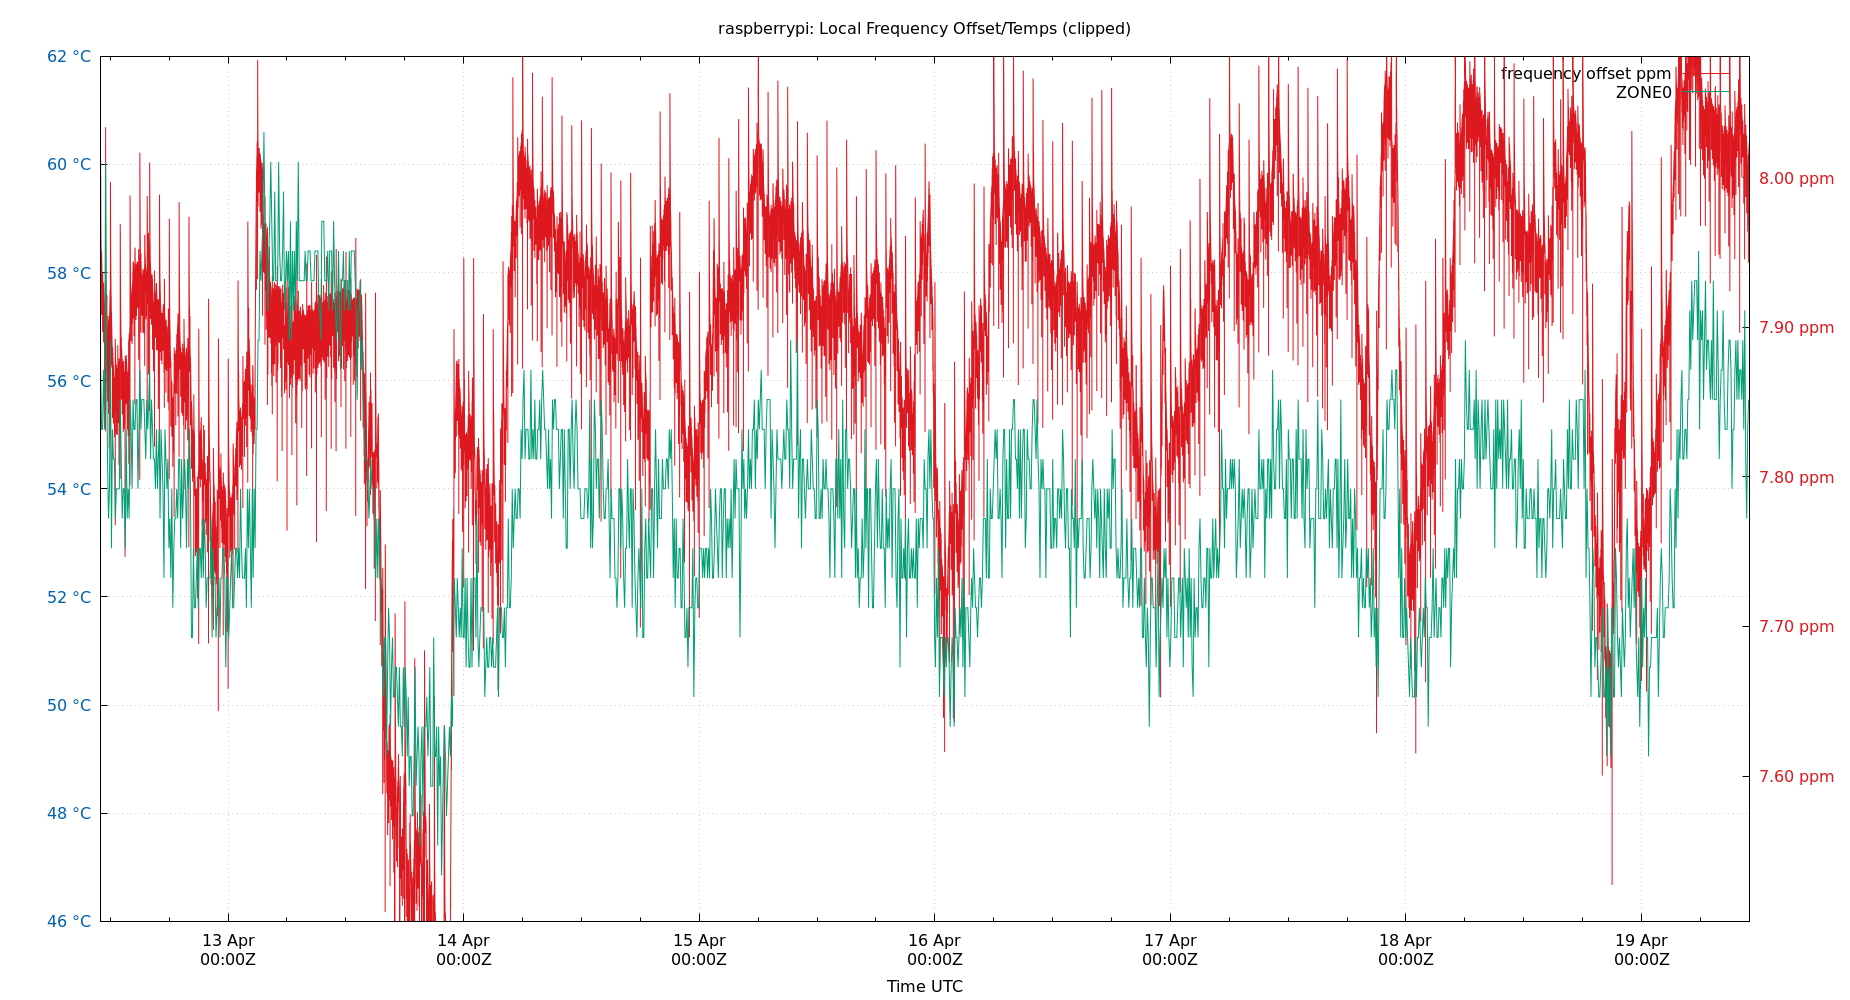 raspberrypi: Local Frequency Offset/Temps (clipped)
62 °C
60 °C
58 °C
56 °C
54 °C
52 °C
50 °C
48 °C
46 °C
frequency offset ppm
ZONE0
8.00 ppm
7.90 ppm
7.80 ppm
7.70 ppm
7.60 ppm
13 Apr
00:00Z
14 Apr
00:00Z
15 Apr
00:00Z
16 Apr
00:00Z
17 Apr
00:00Z
18 Apr
00:00Z
19 Apr
00:00Z
Time UTC